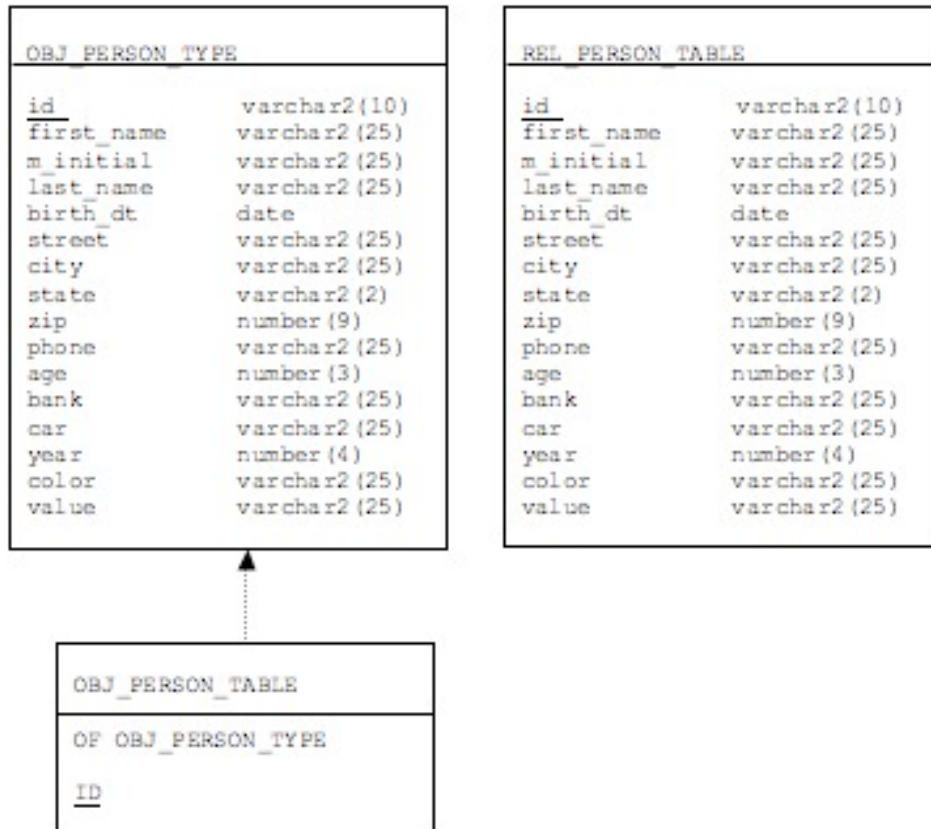 OBJ_PERSON_TYPE
id varchar2(10)
first_name varchar2(25)
m_initial varchar2(25)
last_name varchar2(25)
birth_dt date
street varchar2(25)
city varchar2(25)
state varchar2(2)
zip number(9)
phone varchar2(25)
age number(3)
bank varchar2(25)
car varchar2(25)
year number(4)
color varchar2(25)
value varchar2(25)
REL_PERSON_TABLE
id varchar2(10)
first_name varchar2(25)
m_initial varchar2(25)
last_name varchar2(25)
birth_dt date
street varchar2(25)
city varchar2(25)
state varchar2(2)
zip number(9)
phone varchar2(25)
age number(3)
bank varchar2(25)
car varchar2(25)
year number(4)
color varchar2(25)
value varchar2(25)
OBJ_PERSON_TABLE
OF OBJ_PERSON_TYPE
ID